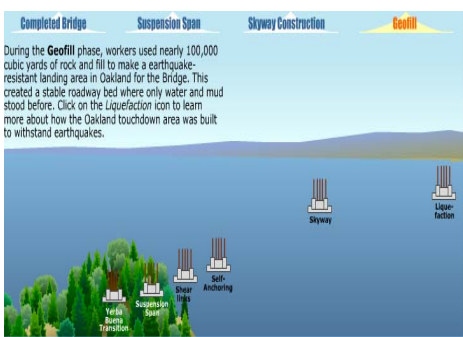 Completed Bridge Suspension Span Skyway Construction Geofill
During the Geofill phase, workers used nearly 100,000
cubic yards of rock and fill to make a earthquake-
resistant landing area in Oakland for the Bridge. This
created a stable roadway bed where only water and mud
stood before. Click on the Liquefaction icon to learn
more about how the Oakland touchdown area was built
to withstand earthquakes.
Lique-
faction
Skyway
Self-
Anchoring
Shear
links
Suspension
Span
Yerba
Buena
Transition